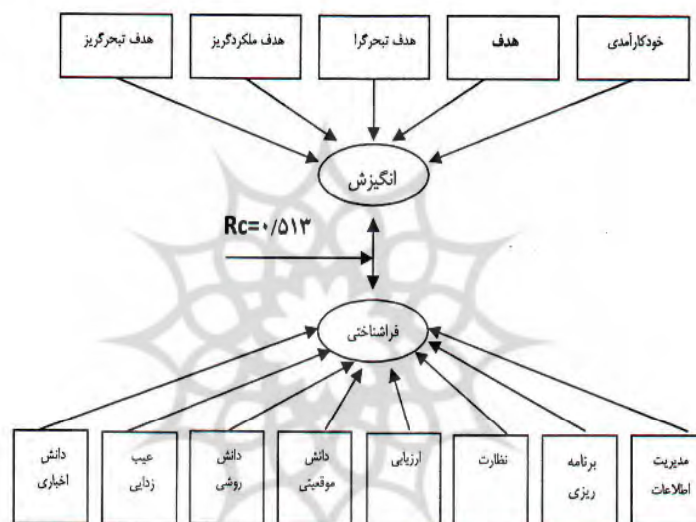 خودکارآمدی
هدف
هدف تبحرگرا
هدف ملکردگریز
هدف تبحرگریز
انگیزش
Rc=۰/۵۱۳
فراشناختی
مدیریت
اطلاعات
برنامه
ریزی
نظارت
ارزیابی
دانش
موقعیتی
دانش
روشی
عیب
زدایی
دانش
اخباری